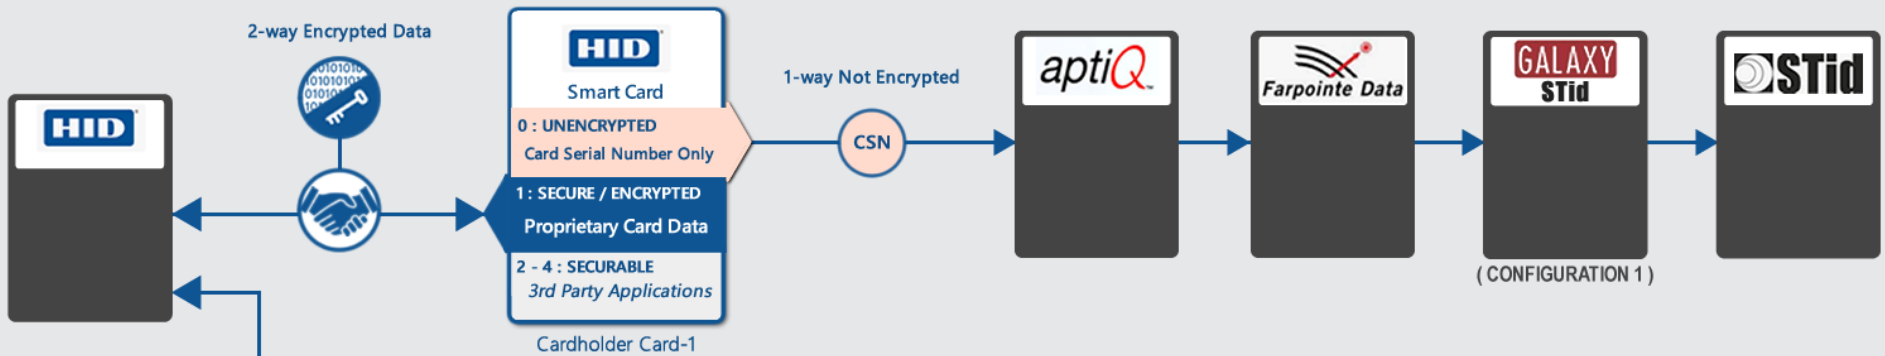 2-way Encrypted Data
HID
HID
Smart Card
0 : UNENCRYPTED
Card Serial Number Only
1 : SECURE / ENCRYPTED
Proprietary Card Data
2 - 4 : SECURABLE
3rd Party Applications
Cardholder Card-1
1-way Not Encrypted
CSN
aptiQ™
Farpointe Data
GALAXY
STid
( CONFIGURATION 1 )
STid